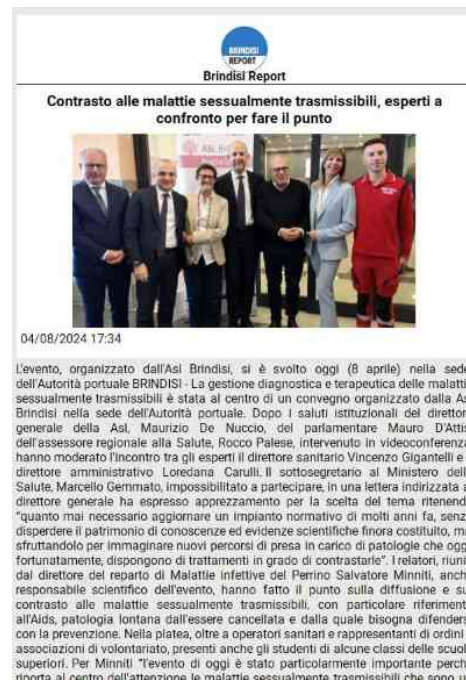 BRINDISI
REPORT
Brindisi Report
Contrasto alle malattie sessualmente trasmissibili, esperti a
confronto per fare il punto
04/08/2024 17:34
L'evento, organizzato dall'Asl Brindisi, si è svolto oggi (8 aprile) nella sede
dell'Autorità portuale BRINDISI - La gestione diagnostica e terapeutica delle malatti
sessualmente trasmissibili è stata al centro di un convegno organizzato dalla As
Brindisi nella sede dell'Autorità portuale. Dopo i saluti istituzionali del direttor
generale della Asl, Maurizio De Nuccio, del parlamentare Mauro D'Attis
dell'assessore regionale alla Salute, Rocco Palese, intervenuto in videoconferenza
hanno moderato l'incontro tra gli esperti il direttore sanitario Vincenzo Gigantelli e
direttore amministrativo Loredana Carulli. Il sottosegretario al Ministero dell
Salute, Marcello Gemmato, impossibilitato a partecipare, in una lettera indirizzata a
direttore generale ha espresso apprezzamento per la scelta del tema ritenend
"quanto mai necessario aggiornare un impianto normativo di molti anni fa, senz
disperdere il patrimonio di conoscenze ed evidenze scientifiche finora costituito, m
sfruttandolo per immaginare nuovi percorsi di presa in carico di patologie che ogg
fortunatamente, dispongono di trattamenti in grado di contrastarle". I relatori, riuni
dal direttore del reparto di Malattie infettive del Perrino Salvatore Minniti, anch
responsabile scientifico dell'evento, hanno fatto il punto sulla diffusione e su
contrasto alle malattie sessualmente trasmissibili, con particolare riferiment
all'Aids, patologia lontana dall'essere cancellata e dalla quale bisogna difenders
con la prevenzione. Nella platea, oltre a operatori sanitari e rappresentanti di ordini
associazioni di volontariato, presenti anche gli studenti di alcune classi delle scuol
superiori. Per Minniti "l'evento di oggi è stato particolarmente importante perch
riporta al centro dell'attenzione le malattie sessualmente trasmissibili che sono u